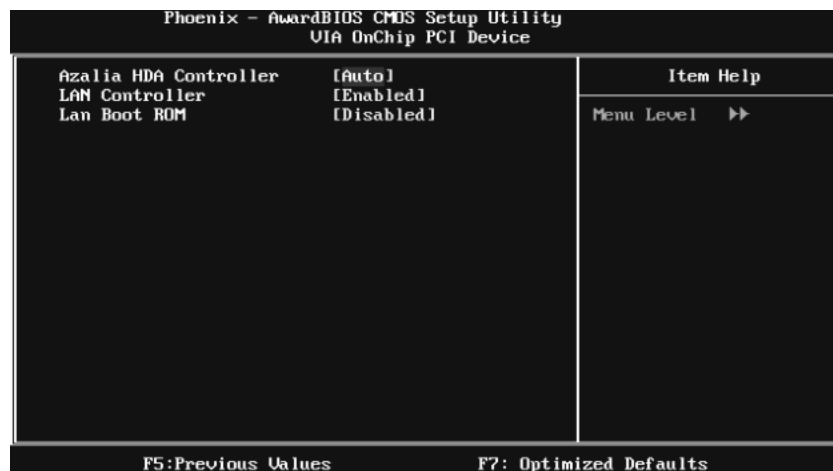 Phoenix - AwardBIOS CMOS Setup Utility
VIA OnChip PCI Device
Azalia HDA Controller [Auto]
LAN Controller [Enabled]
Lan Boot ROM [Disabled]
Item Help
Menu Level ▶▶
F5:Previous Values F7: Optimized Defaults